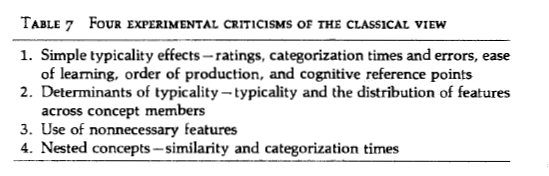 TABLE 7 FOUR EXPERIMENTAL CRITICISMS OF THE CLASSICAL VIEW
1. Simple typicality effects—ratings, categorization times and errors, ease
of learning, order of production, and cognitive reference points
2. Determinants of typicality—typicality and the distribution of features
across concept members
3. Use of nonnecessary features
4. Nested concepts—similarity and categorization times